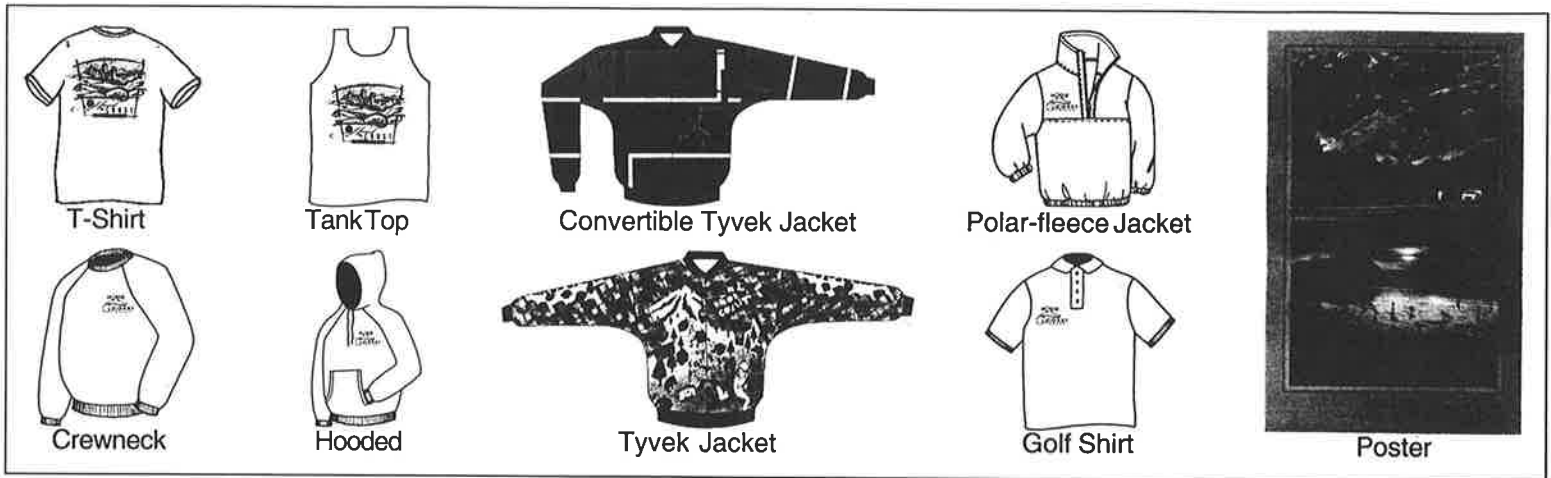 T-Shirt
Tank Top
Convertible Tyvek Jacket
Polar-fleece Jacket
Crewneck
Hooded
Tyvek Jacket
Golf Shirt
Poster